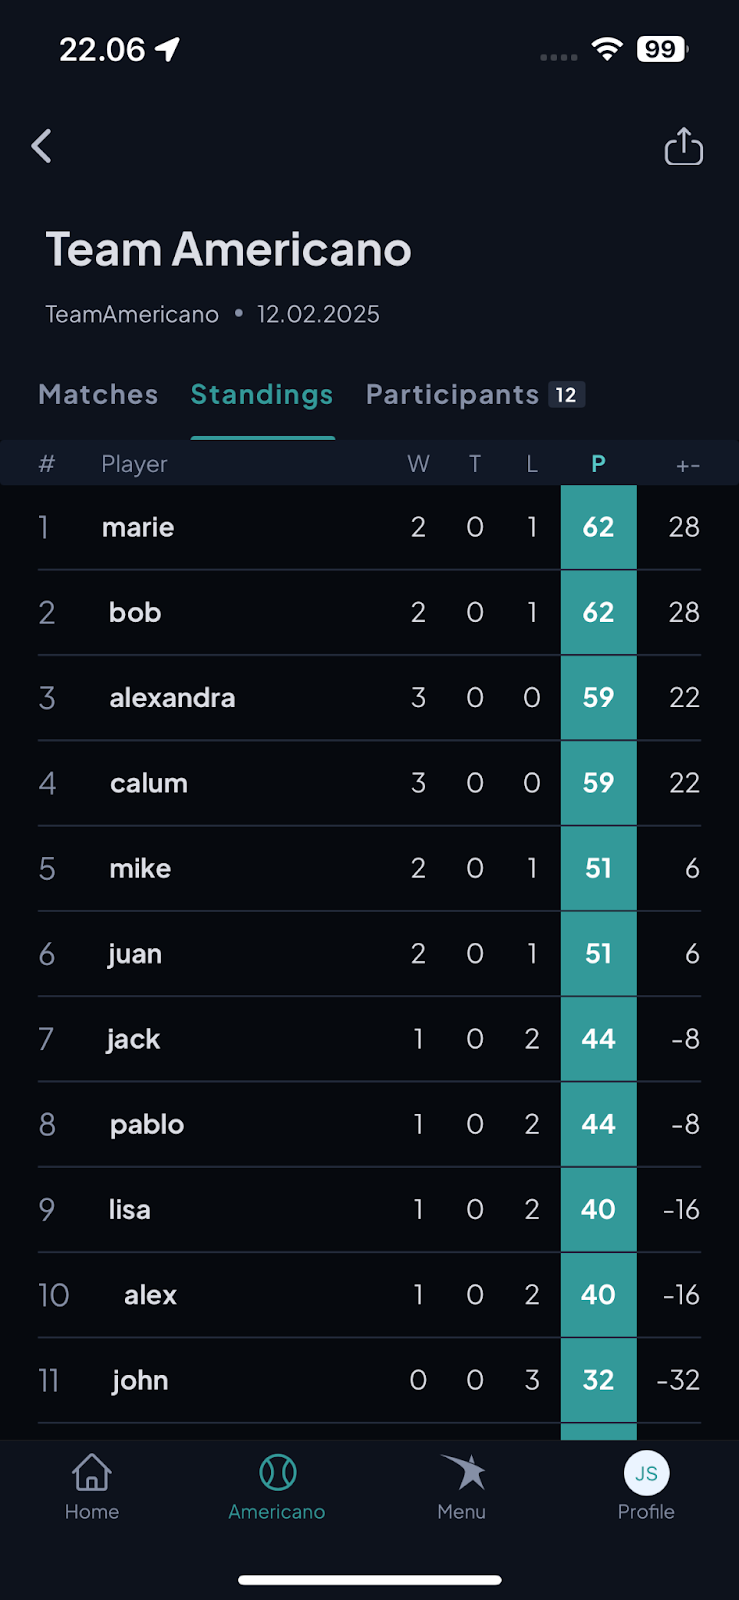 22.06 99
Team Americano
TeamAmericano • 12.02.2025
Matches Standings Participants 12
# Player W T L P +-
1 marie 2 0 1 62 28
2 bob 2 0 1 62 28
3 alexandra 3 0 0 59 22
4 calum 3 0 0 59 22
5 mike 2 0 1 51 6
6 juan 2 0 1 51 6
7 jack 1 0 2 44 -8
8 pablo 1 0 2 44 -8
9 lisa 1 0 2 40 -16
10 alex 1 0 2 40 -16
11 john 0 0 3 32 -32
JS
Home Americano Menu Profile